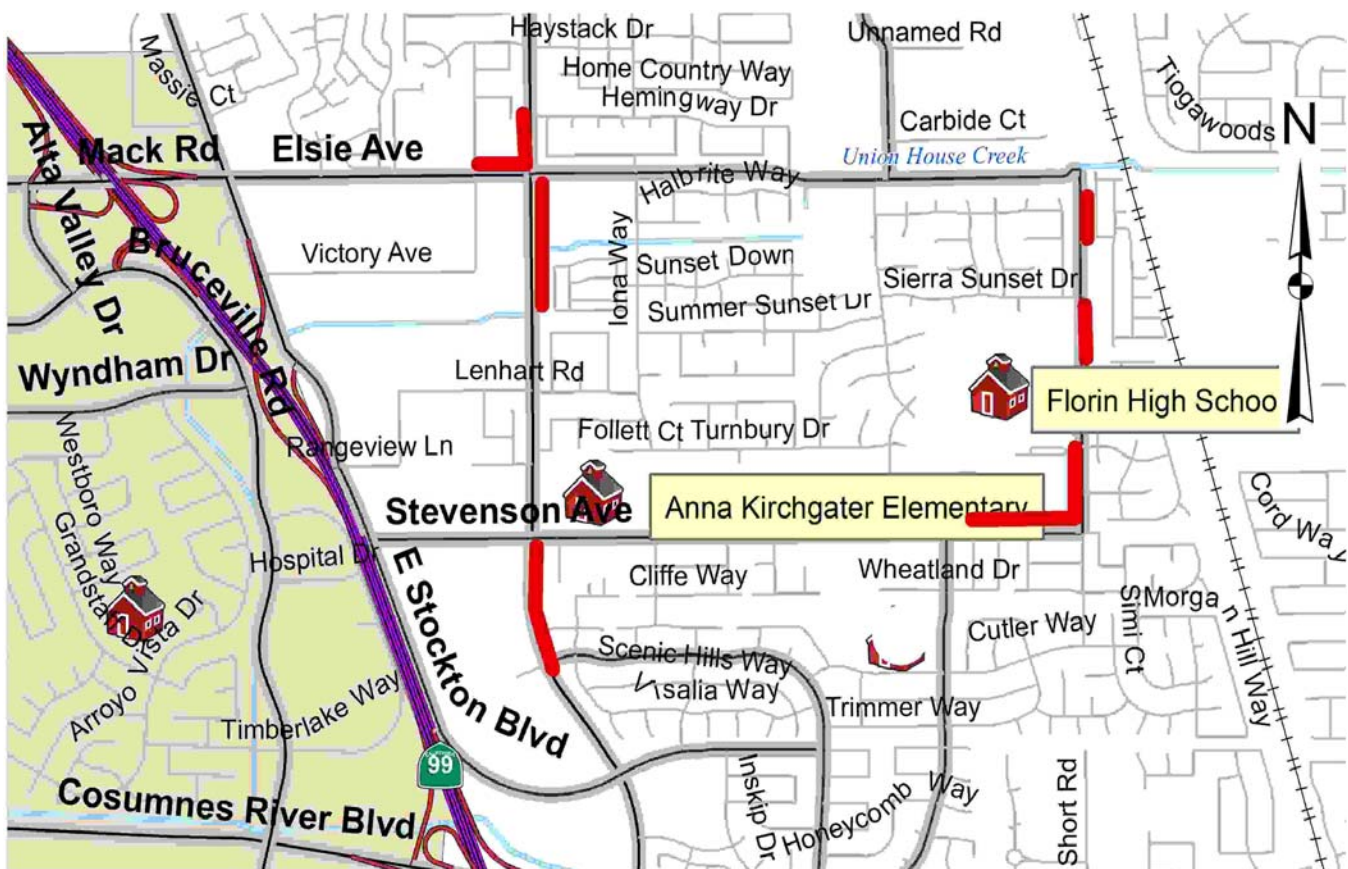 Haystack Dr
Unnamed Rd
Massie Ct
Home Country Way
Hemingway Dr
Tiogawoods
N
Carbide Ct
Alta Valley Dr
Mack Rd
Elsie Ave
Union House Creek
Halbrite Way
Bruceville Rd
Victory Ave
Iona Way
Sunset Down
Sierra Sunset Dr
Summer Sunset Dr
Wyndham Dr
Lenhart Rd
Florin High Schoo
Westboro Way
Rangeview Ln
Follett Ct
Turnbury Dr
Grandstaff Dr
Stevenson Ave
Anna Kirchgater Elementary
Cord Way
Hospital Dr
E Stockton Blvd
Cliffe Way
Wheatland Dr
Simi Ct
Morga n Hill Way
Cutler Way
Arroyo Vista Dr
Scenic Hills Way
Visalia Way
Timberlake Way
Trimmer Way
99
Inskip Dr
Honeycomb Way
Short Rd
Cosumnes River Blvd